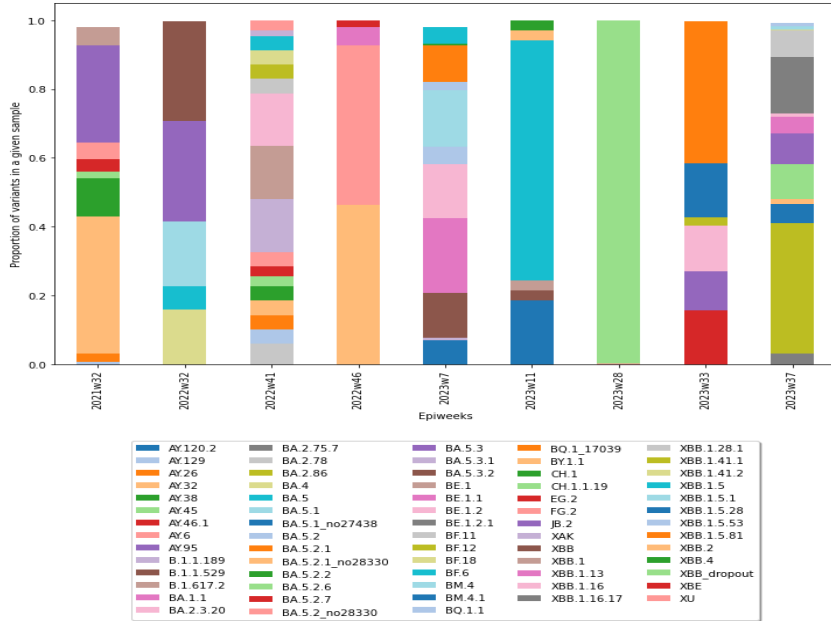 1.0
0.8
0.6
0.4
0.2
0.0
Proportion of variants in a given sample
2021w32
2022w32
2022w41
2022w46
2023w7
2023w11
2023w28
2023w33
2023w37
Epiweeks
AY.120.2
AY.129
AY.26
AY.32
AY.38
AY.45
AY.46.1
AY.6
AY.95
B.1.1.189
B.1.1.529
B.1.617.2
BA.1.1
BA.2.3.20
BA.2.75.7
BA.2.78
BA.2.86
BA.4
BA.5
BA.5.1
BA.5.1_no27438
BA.5.2
BA.5.2.1
BA.5.2.1_no28330
BA.5.2.2
BA.5.2.6
BA.5.2.7
BA.5.2_no28330
BA.5.3
BA.5.3.1
BA.5.3.2
BE.1
BE.1.1
BE.1.2
BE.1.2.1
BF.11
BF.12
BF.18
BF.6
BM.4
BM.4.1
BQ.1.1
BQ.1_17039
BY.1.1
CH.1
CH.1.1.19
EG.2
FG.2
JB.2
XAK
XBB
XBB.1
XBB.1.13
XBB.1.16
XBB.1.16.17
XBB.1.28.1
XBB.1.41.1
XBB.1.41.2
XBB.1.5
XBB.1.5.1
XBB.1.5.28
XBB.1.5.53
XBB.1.5.81
XBB.2
XBB.4
XBB_dropout
XBE
XU